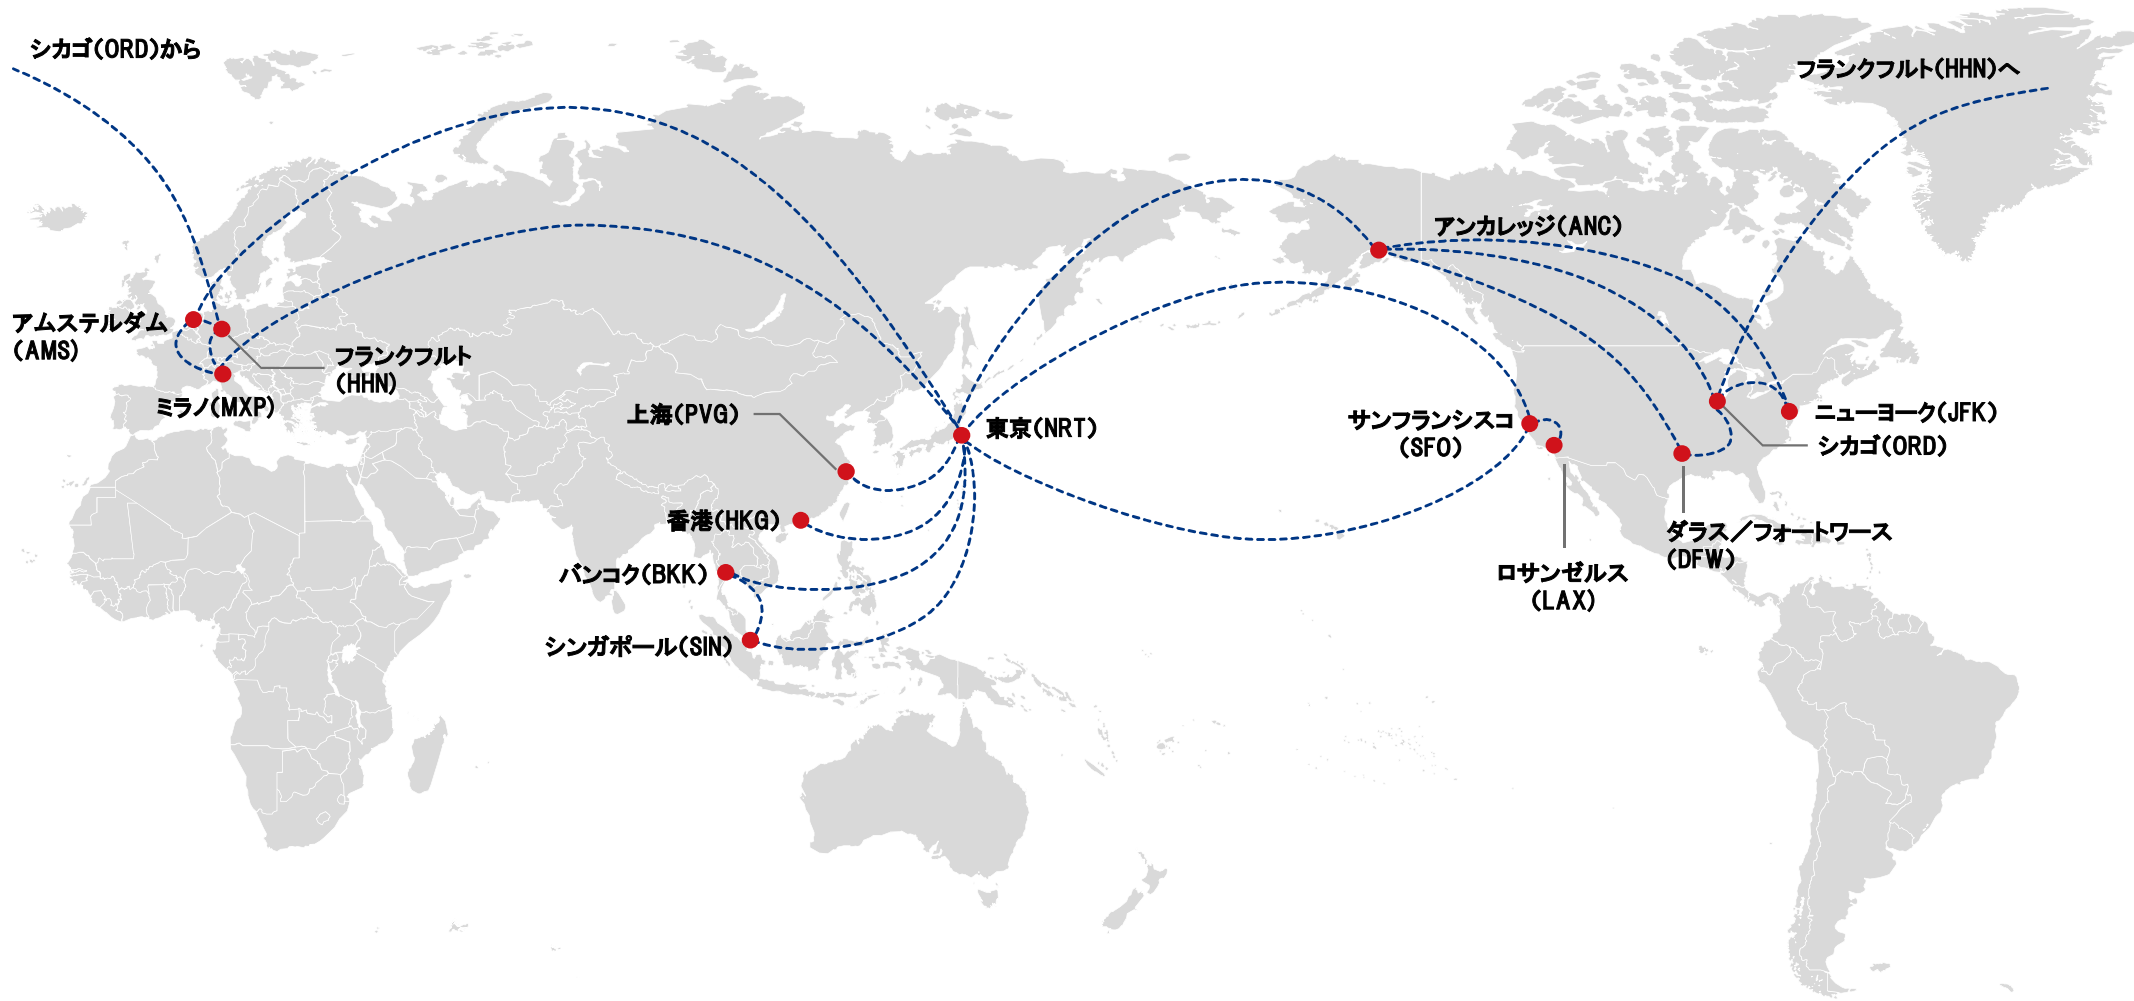 シカゴ(ORD)から
フランクフルト(HHN)へ
アンカレッジ(ANC)
アムステルダム
(AMS)
フランクフルト
(HHN)
ミラノ(MXP)
上海(PVG)
東京(NRT)
サンフランシスコ
(SFO)
ニューヨーク(JFK)
シカゴ(ORD)
香港(HKG)
ダラス／フォートワース
(DFW)
バンコク(BKK)
ロサンゼルス
(LAX)
シンガポール(SIN)